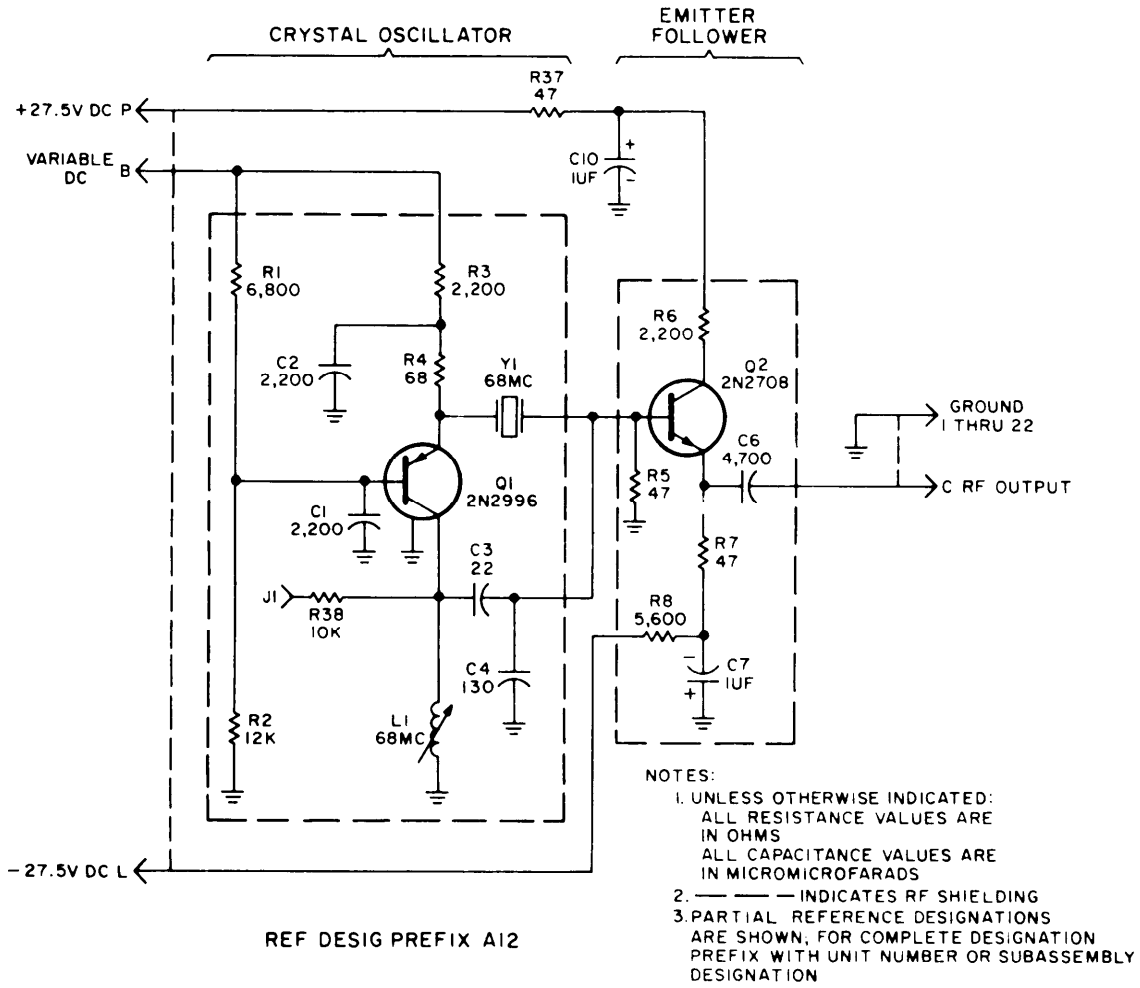 CRYSTAL OSCILLATOR
EMITTER
FOLLOWER
R37
47
+27.5V DC P
C10
1UF
+
-
VARIABLE
DC B
R1
6,800
R3
2,200
C2
2,200
R4
68
Y1
68MC
R6
2,200
Q2
2N2708
GROUND
1 THRU 22
C6
4,700
C RF OUTPUT
R5
47
Q1
2N2996
C1
2,200
C3
22
R7
47
J1
R38
10K
R8
5,600
C4
130
-
C7
1UF
+
R2
12K
L1
68MC
-27.5V DC L
REF DESIG PREFIX A12
NOTES:
1. UNLESS OTHERWISE INDICATED:
ALL RESISTANCE VALUES ARE
IN OHMS
ALL CAPACITANCE VALUES ARE
IN MICROMICROFARADS
2. — — — INDICATES RF SHIELDING
3. PARTIAL REFERENCE DESIGNATIONS
ARE SHOWN; FOR COMPLETE DESIGNATION
PREFIX WITH UNIT NUMBER OR SUBASSEMBLY
DESIGNATION